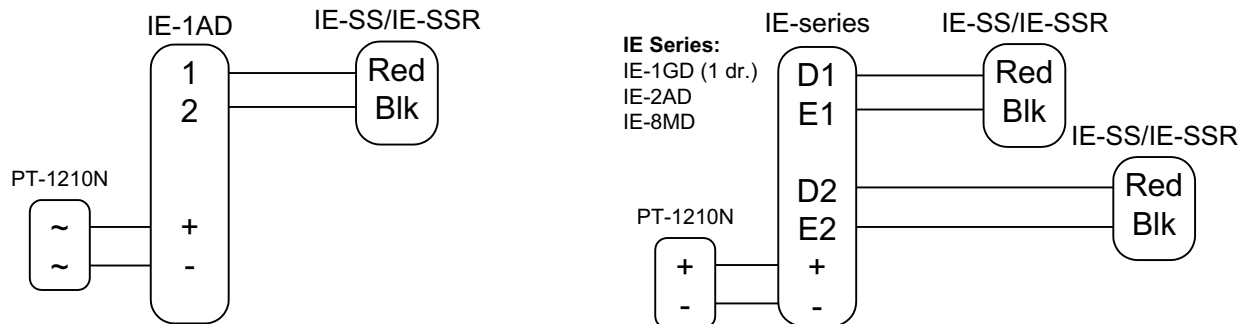 IE-1AD
IE-SS/IE-SSR
1
Red
2
Blk
PT-1210N
~
+
~
-
IE-series
IE-SS/IE-SSR
IE Series:
IE-1GD (1 dr.)
IE-2AD
IE-8MD
D1
Red
E1
Blk
IE-SS/IE-SSR
D2
Red
E2
Blk
PT-1210N
+
+
-
-